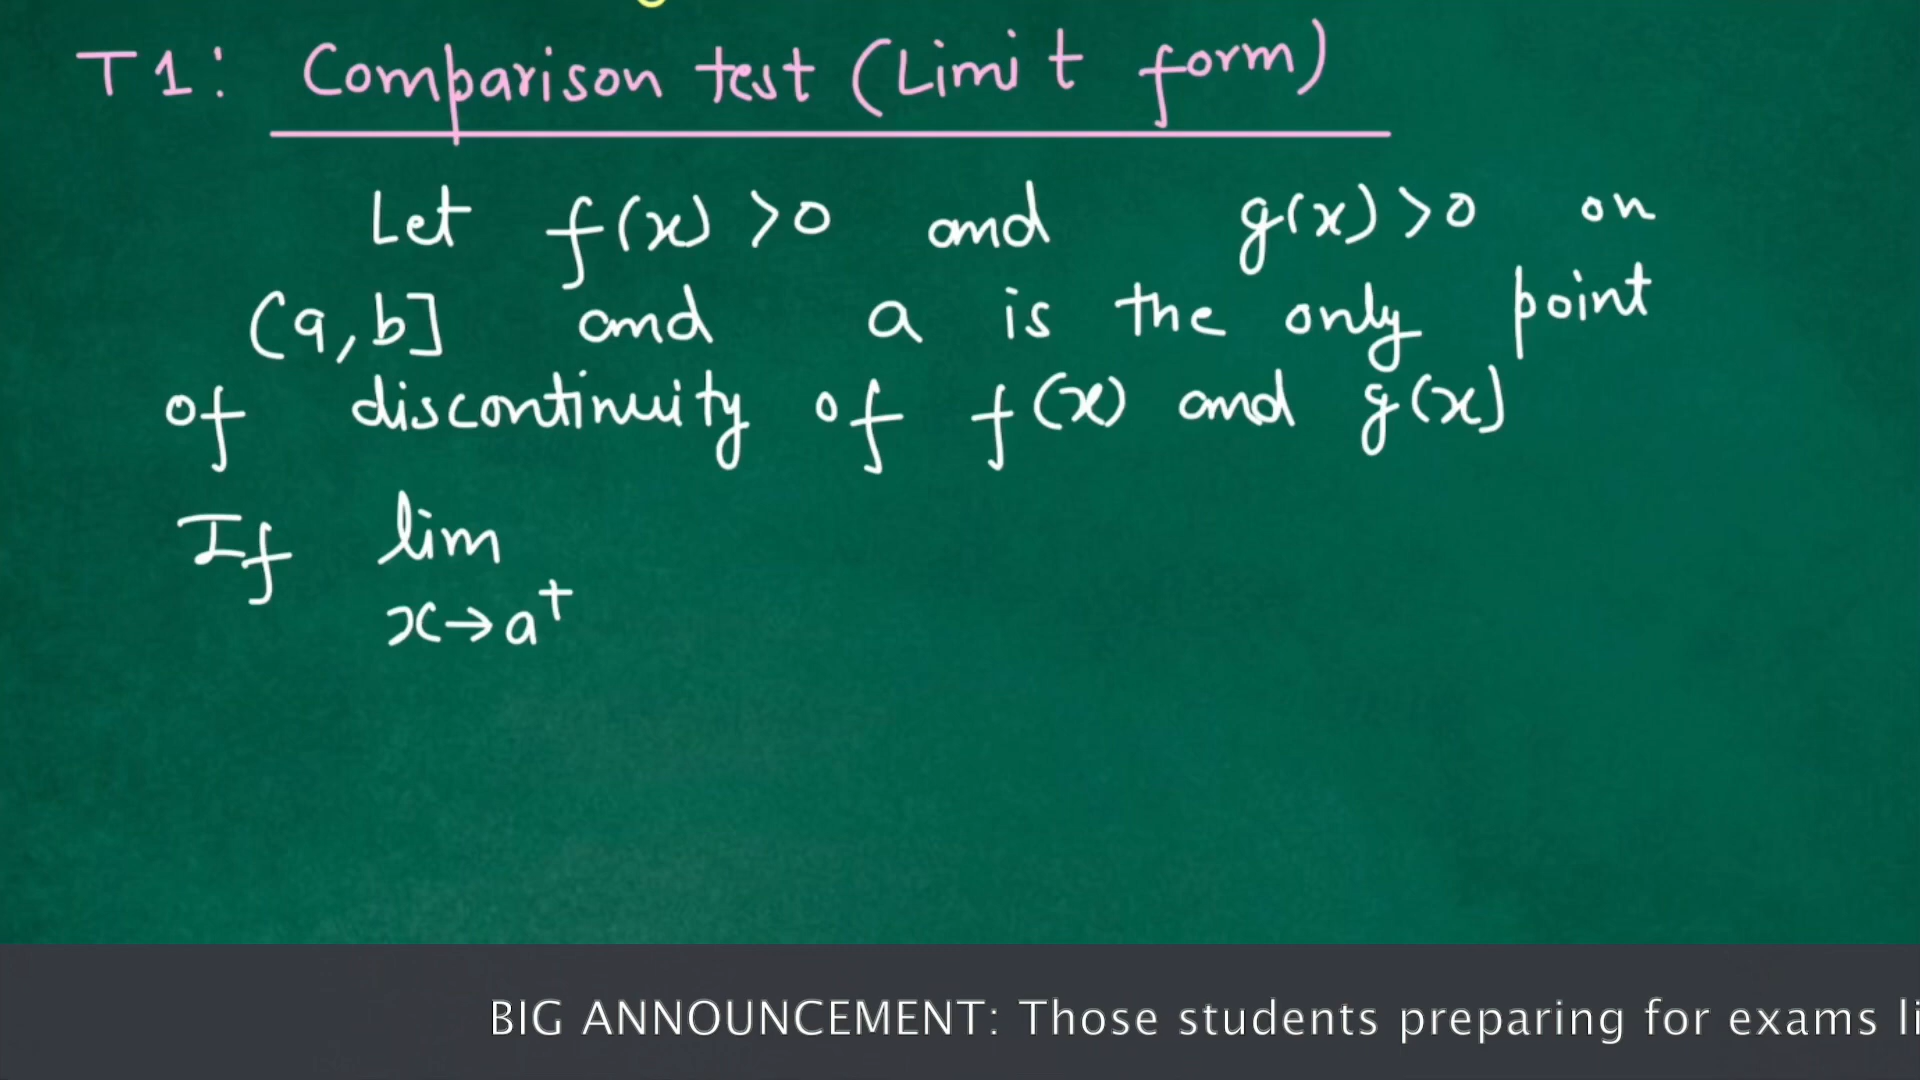 T1: Comparison test (Limit form)
Let f(x) >0 and g(x) >0 on
(a,b] and a is the only point
of discontinuity of f(x) and g(x)
If lim
x→a⁺
BIG ANNOUNCEMENT: Those students preparing for exams li